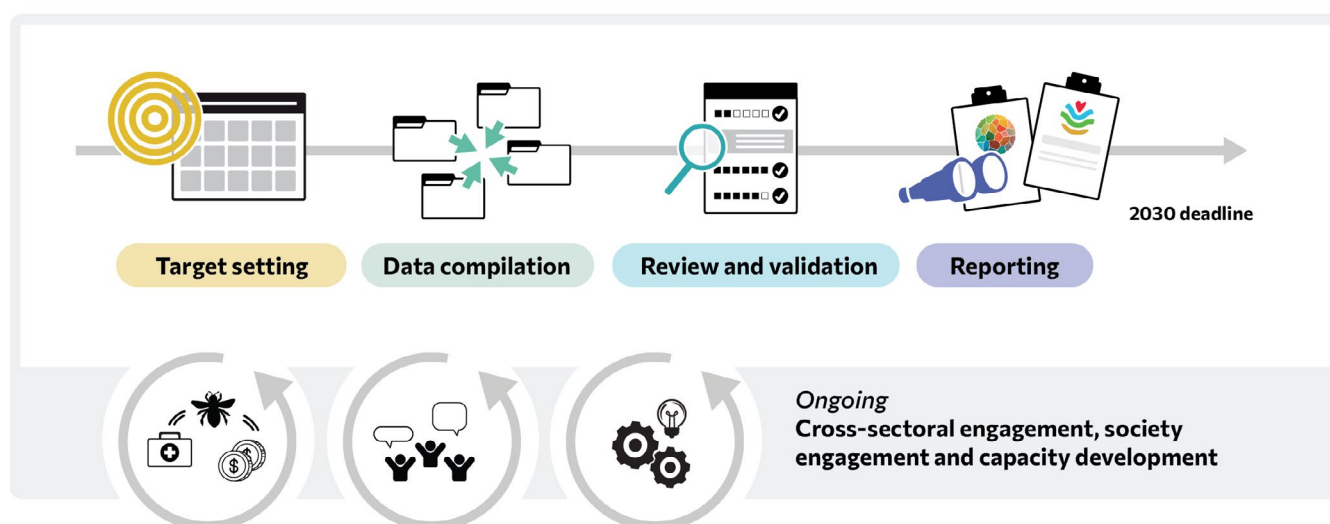 2030 deadline
Target setting
Data compilation
Review and validation
Reporting
$
$
Ongoing
Cross-sectoral engagement, society
engagement and capacity development